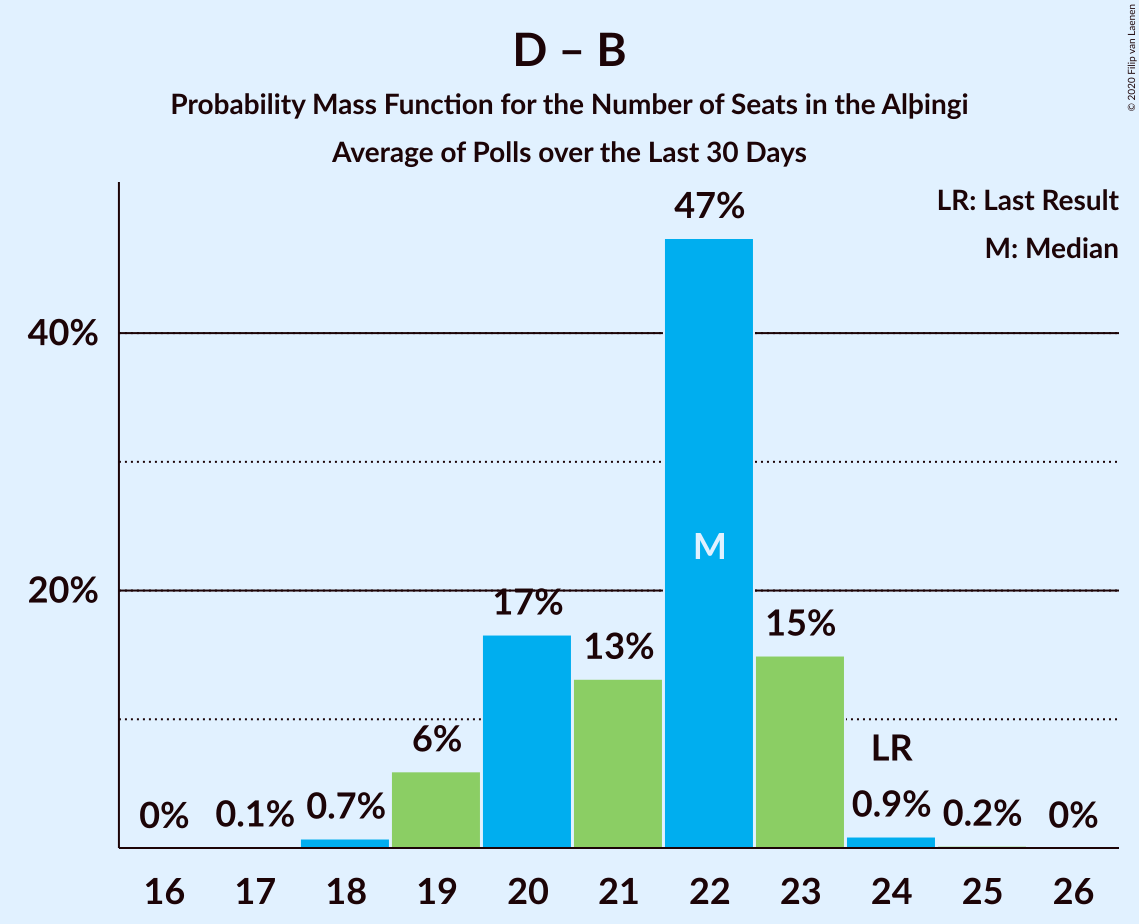 D – B
Probability Mass Function for the Number of Seats in the Alþingi
Average of Polls over the Last 30 Days
© 2020 Filip van Laenen
LR: Last Result
M: Median
47%
40%
M
20%
17%
15%
13%
6%
LR
0% 0.1% 0.7% 0.9% 0.2% 0%
16 17 18 19 20 21 22 23 24 25 26